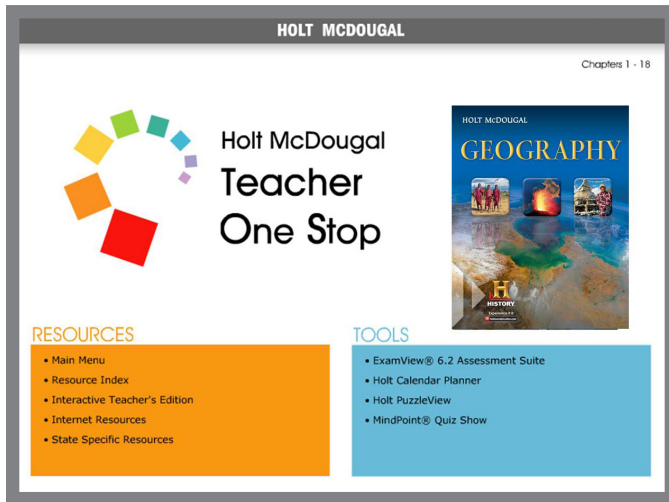 HOLT MCDOUGAL
Chapters 1 - 18
Holt McDougal
Teacher
One Stop
HOLT MCDOUGAL
GEOGRAPHY
H
HISTORY
RESOURCES
• Main Menu
• Resource Index
• Interactive Teacher's Edition
• Internet Resources
• State Specific Resources
TOOLS
• ExamView® 6.2 Assessment Suite
• Holt Calendar Planner
• Holt PuzzleView
• MindPoint® Quiz Show